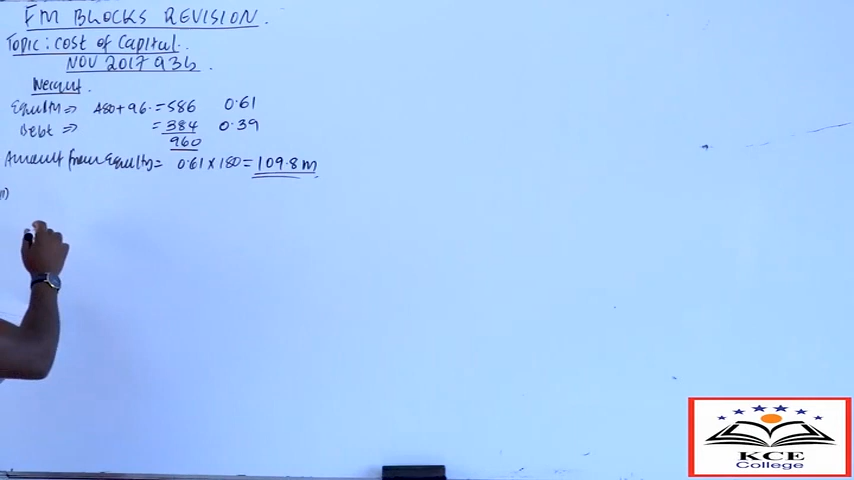 FM BLOCKS REVISION.
Topic: Cost of Capital.
NOV 2017 Q3b.
Weight.
Equity ⇒ 480+96 = 586 0.61
Debt ⇒ = 384 0.39
960
Amount from Equity = 0.61 x 180 = 109.8m
KCE
College